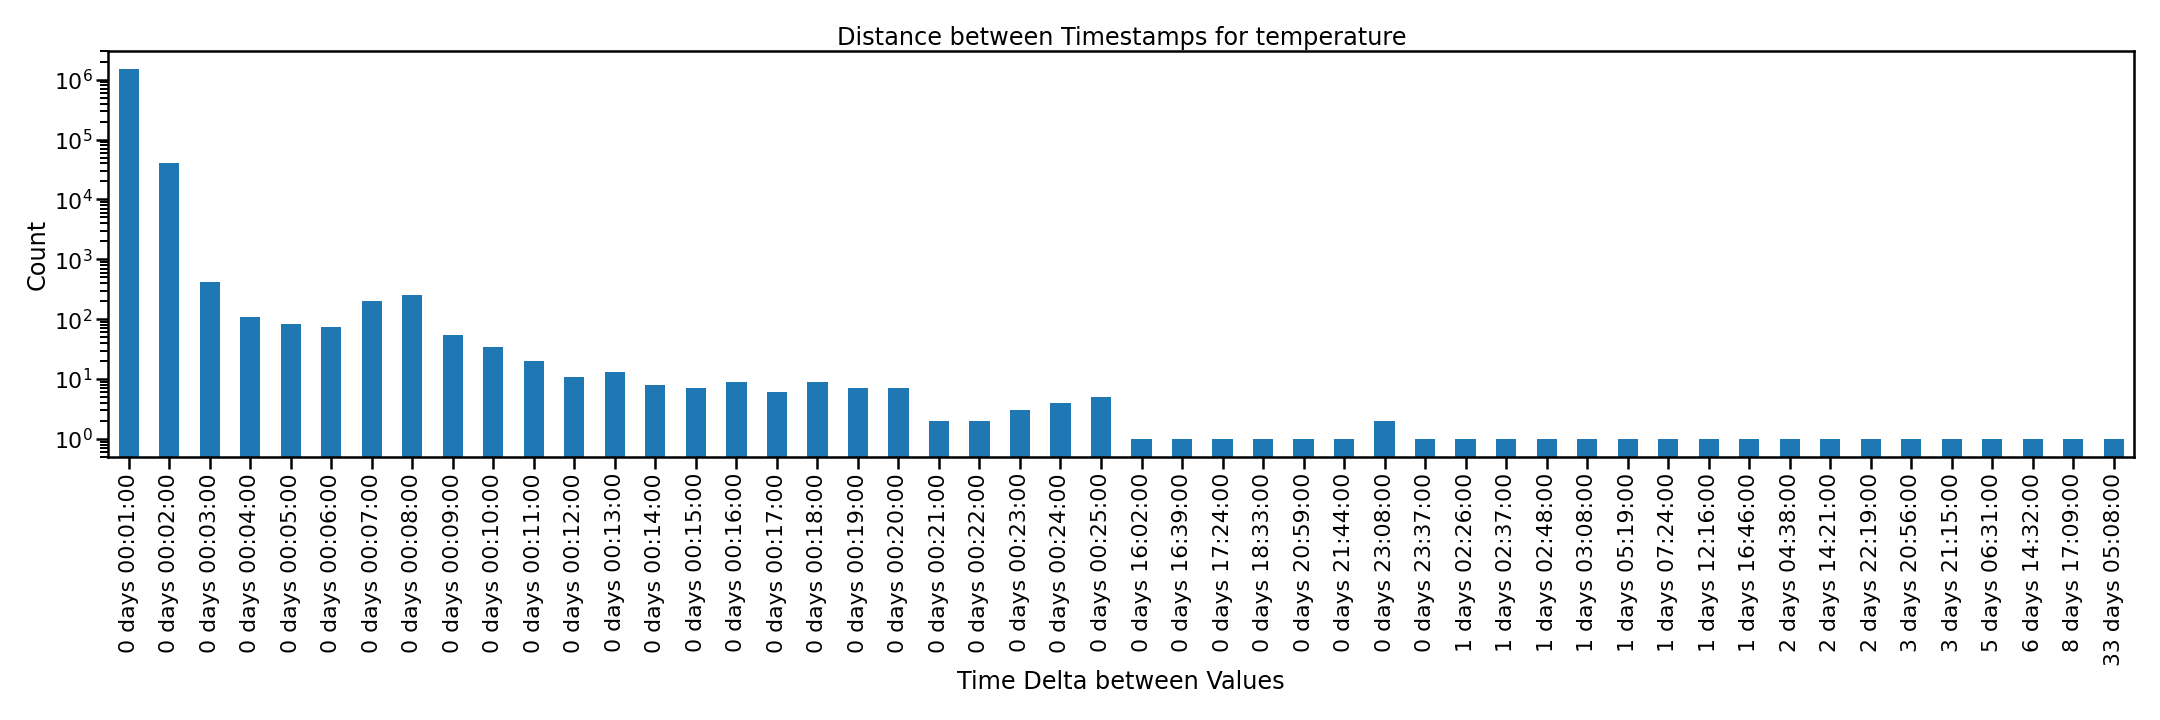 Distance between Timestamps for temperature
Count
10⁶
10⁵
10⁴
10³
10²
10¹
10⁰
0 days 00:01:00
0 days 00:02:00
0 days 00:03:00
0 days 00:04:00
0 days 00:05:00
0 days 00:06:00
0 days 00:07:00
0 days 00:08:00
0 days 00:09:00
0 days 00:10:00
0 days 00:11:00
0 days 00:12:00
0 days 00:13:00
0 days 00:14:00
0 days 00:15:00
0 days 00:16:00
0 days 00:17:00
0 days 00:18:00
0 days 00:19:00
0 days 00:20:00
0 days 00:21:00
0 days 00:22:00
0 days 00:23:00
0 days 00:24:00
0 days 00:25:00
0 days 16:02:00
0 days 16:39:00
0 days 17:24:00
0 days 18:33:00
0 days 20:59:00
0 days 21:44:00
0 days 23:08:00
0 days 23:37:00
1 days 02:26:00
1 days 02:37:00
1 days 02:48:00
1 days 03:08:00
1 days 05:19:00
1 days 07:24:00
1 days 12:16:00
1 days 16:46:00
2 days 04:38:00
2 days 14:21:00
2 days 22:19:00
3 days 20:56:00
3 days 21:15:00
5 days 06:31:00
6 days 14:32:00
8 days 17:09:00
33 days 05:08:00
Time Delta between Values